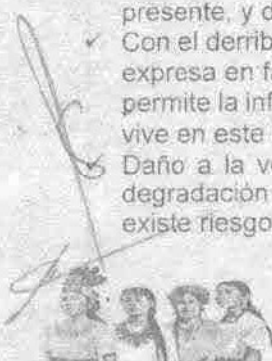 presente, y d
✓ Con el derrib
expresa en f
permite la inf
vive en este
✓ Daño a la v
degradación
existe riesgo